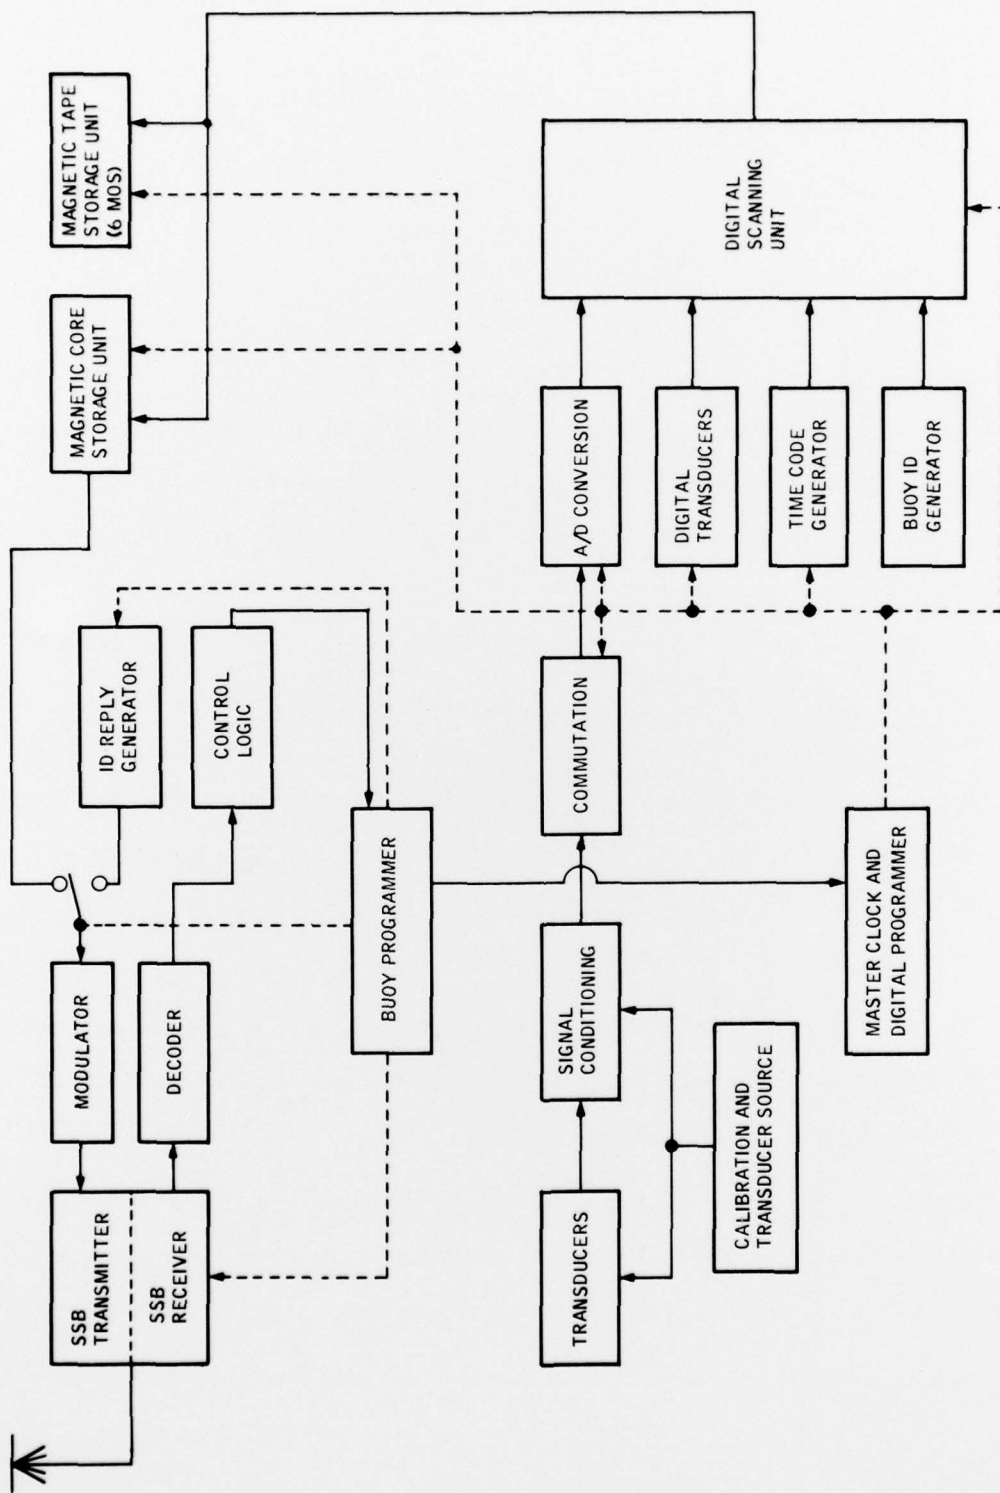 SSB
TRANSMITTER
SSB
RECEIVER
MODULATOR
DECODER
ID REPLY
GENERATOR
CONTROL
LOGIC
MAGNETIC CORE
STORAGE UNIT
MAGNETIC TAPE
STORAGE UNIT
(6 MOS)
BUOY PROGRAMMER
TRANSDUCERS
SIGNAL
CONDITIONING
COMMUTATION
A/D CONVERSION
DIGITAL
TRANSDUCERS
TIME CODE
GENERATOR
BUOY ID
GENERATOR
DIGITAL
SCANNING
UNIT
CALIBRATION AND
TRANSDUCER SOURCE
MASTER CLOCK AND
DIGITAL PROGRAMMER